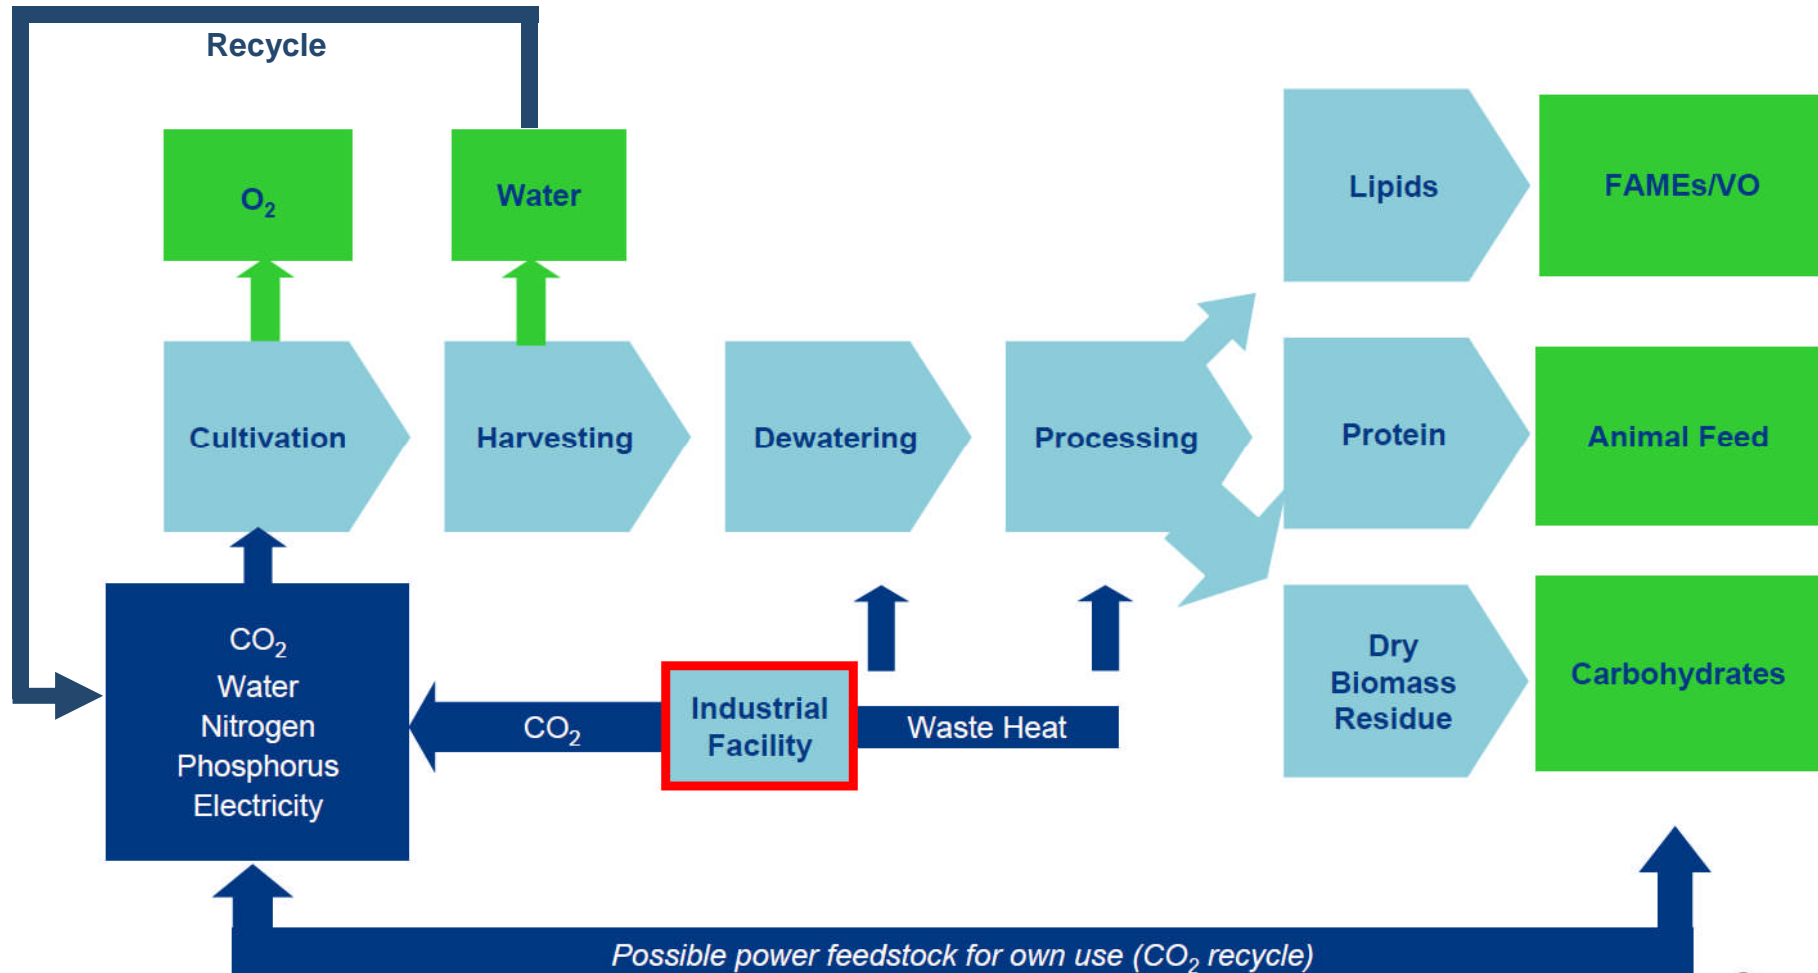 Recycle
O₂
Water
Lipids
FAMEs/VO
Cultivation
Harvesting
Dewatering
Processing
Protein
Animal Feed
CO₂
Water
Nitrogen
Phosphorus
Electricity
CO₂
Industrial
Facility
Waste Heat
Dry
Biomass
Residue
Carbohydrates
Possible power feedstock for own use (CO₂ recycle)